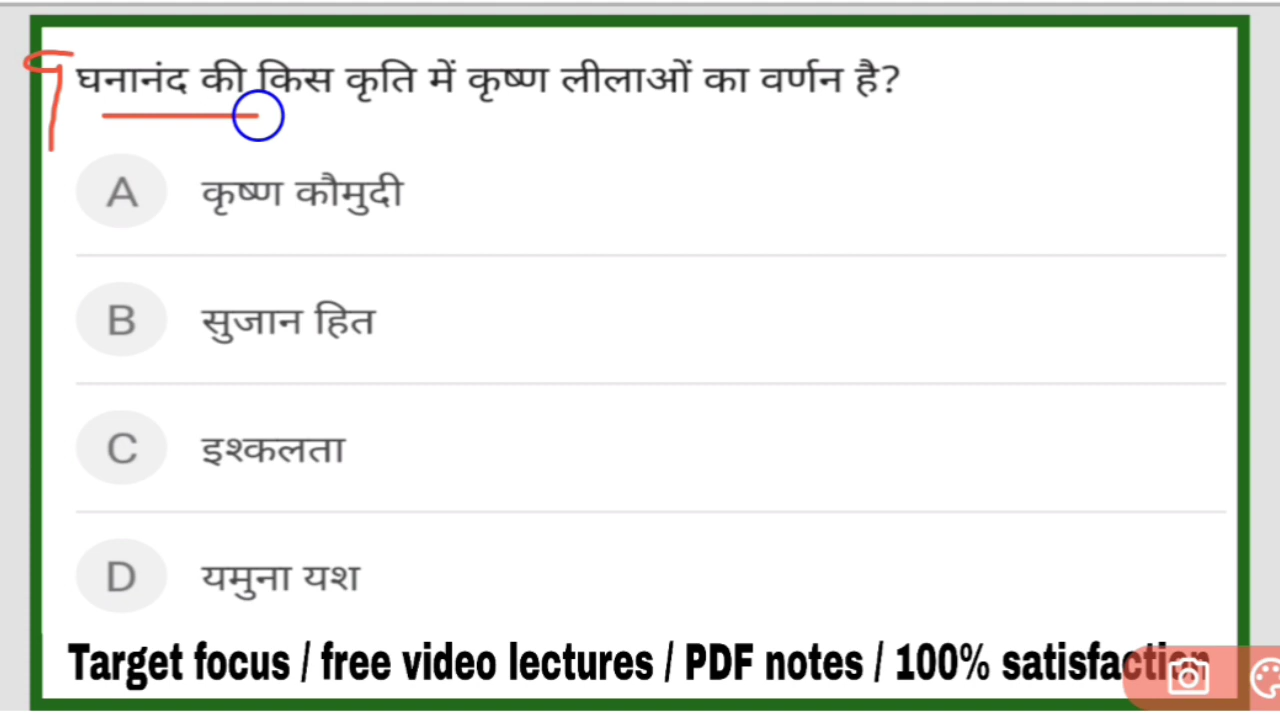 घनानंद की किस कृति में कृष्ण लीलाओं का वर्णन है?
A कृष्ण कौमुदी
B सुजान हित
C इश्कलता
D यमुना यश
Target focus / free video lectures / PDF notes / 100% satisfaction